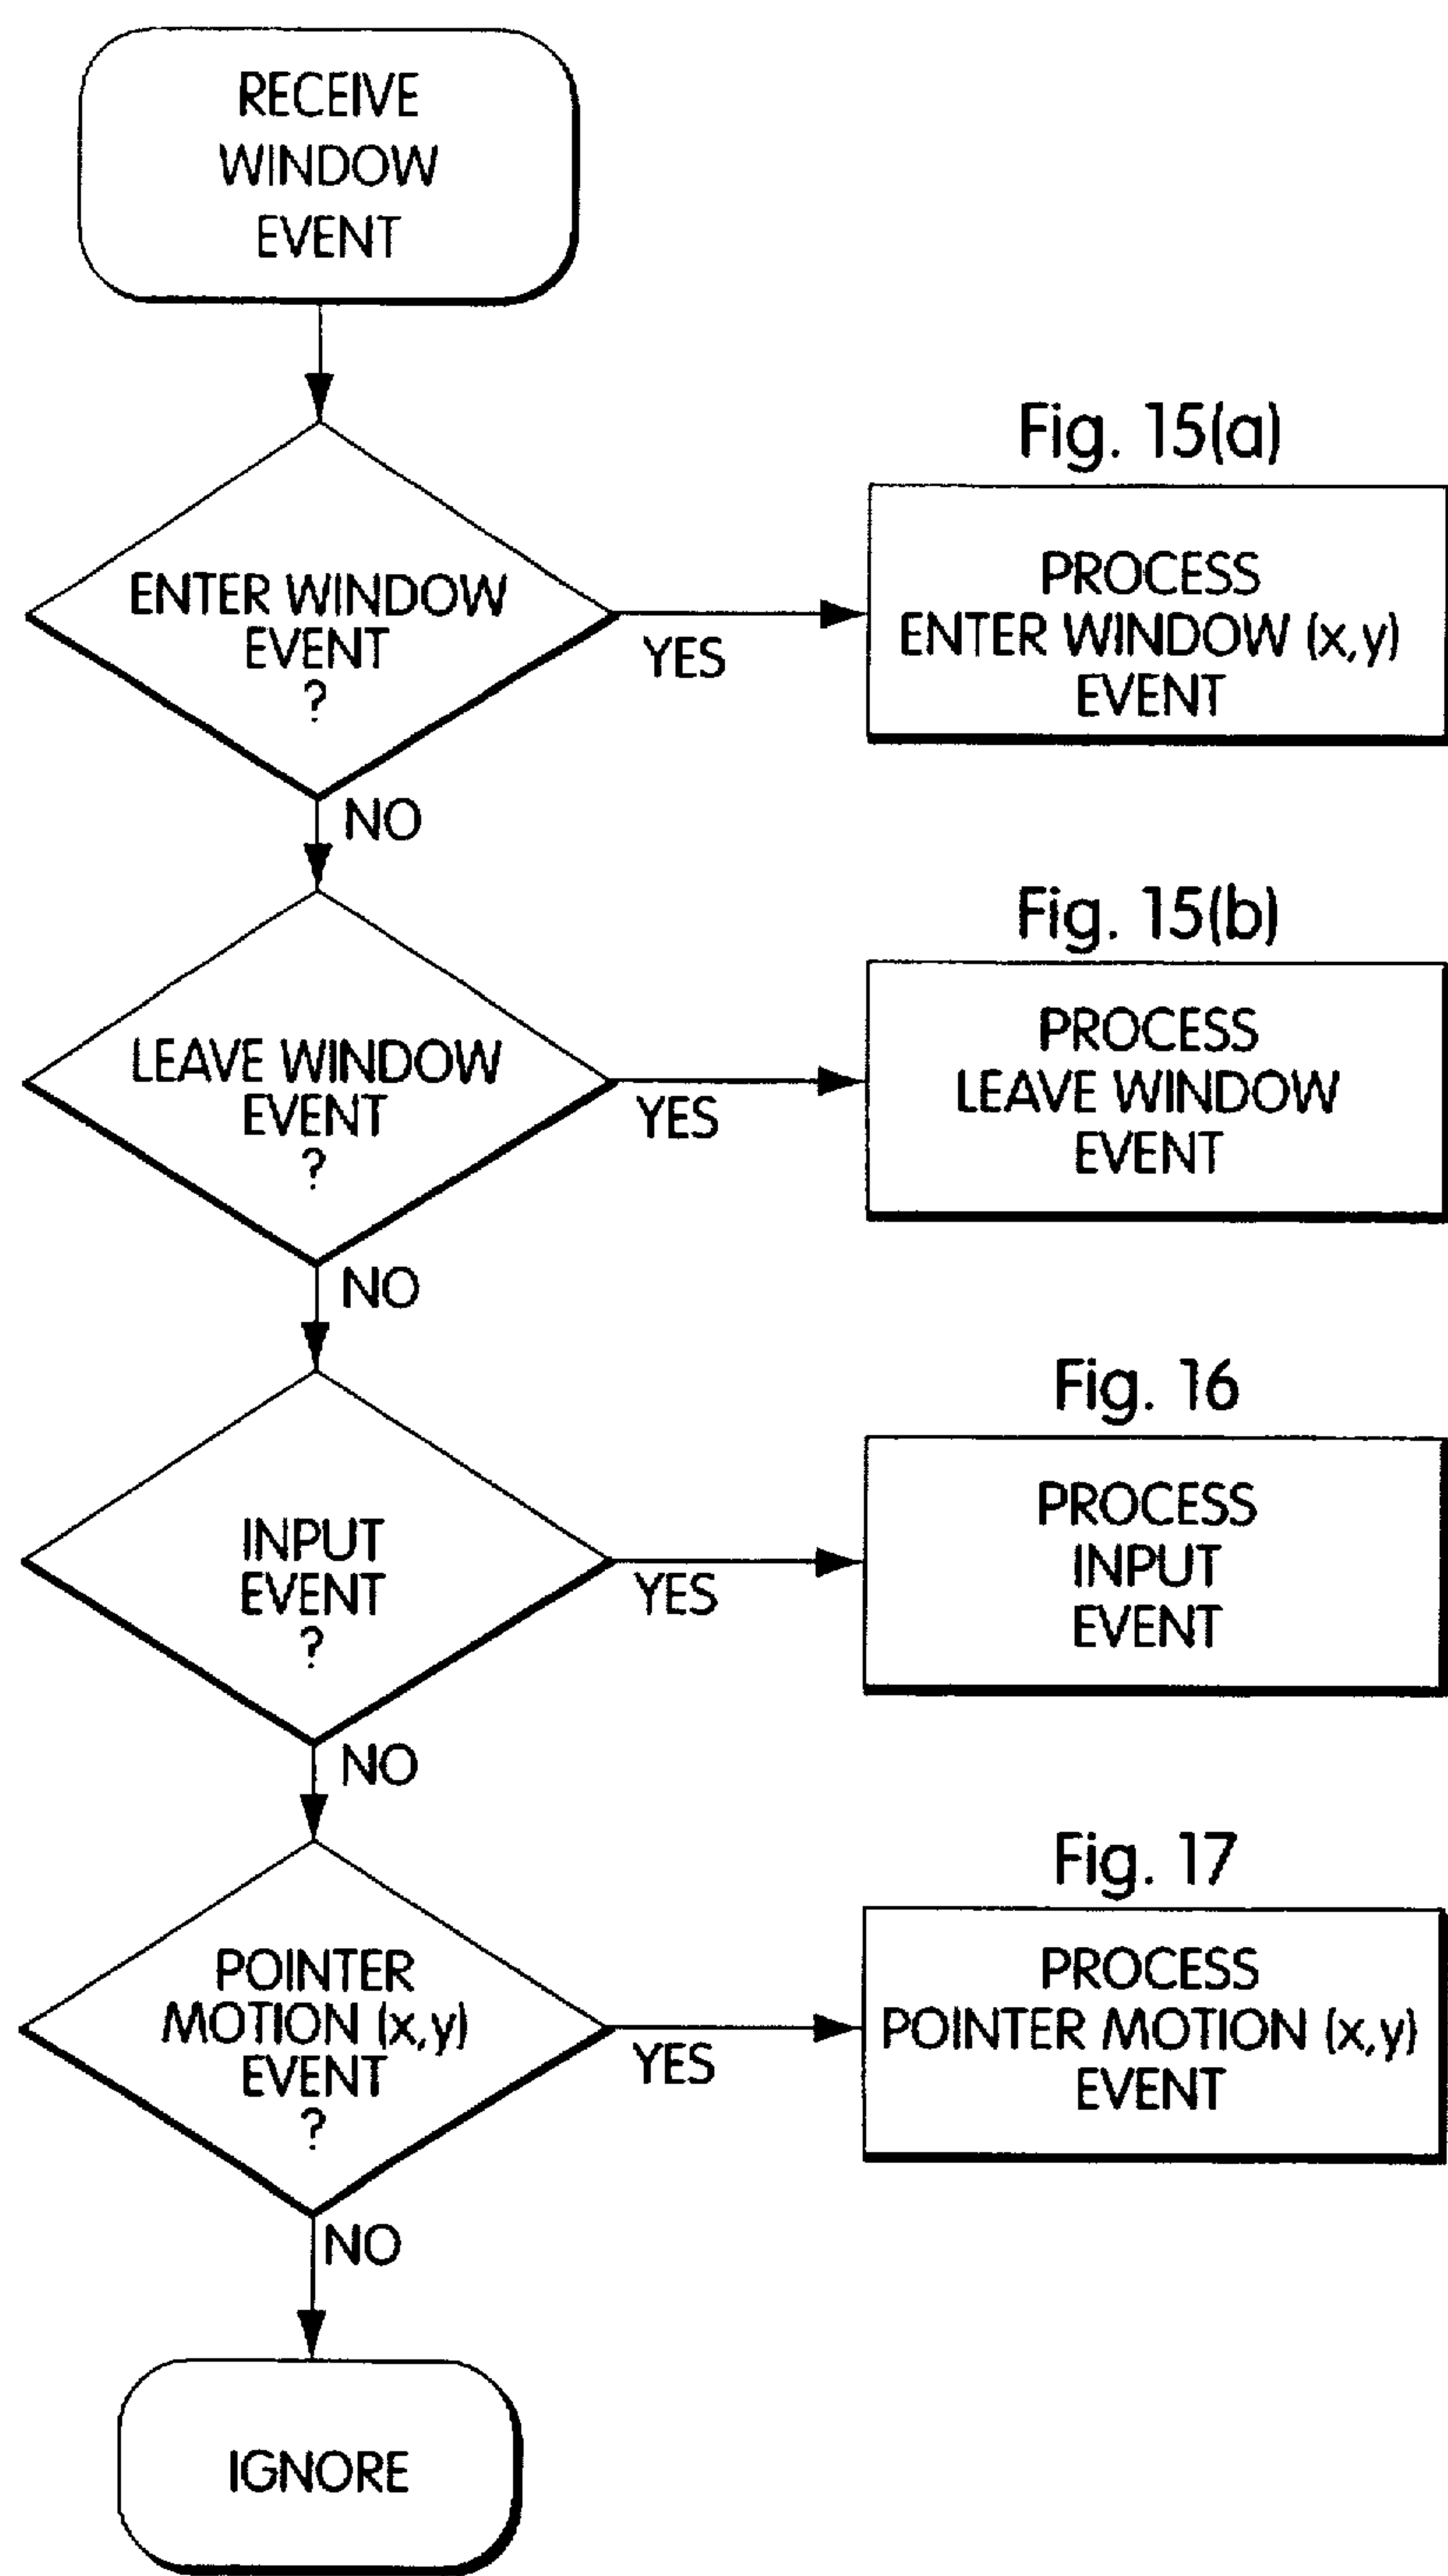 RECEIVE
WINDOW
EVENT
Fig. 15(a)
ENTER WINDOW
EVENT
?
YES
PROCESS
ENTER WINDOW (x,y)
EVENT
NO
Fig. 15(b)
LEAVE WINDOW
EVENT
?
YES
PROCESS
LEAVE WINDOW
EVENT
NO
Fig. 16
INPUT
EVENT
?
YES
PROCESS
INPUT
EVENT
NO
Fig. 17
POINTER
MOTION (x,y)
EVENT
?
YES
PROCESS
POINTER MOTION (x,y)
EVENT
NO
IGNORE